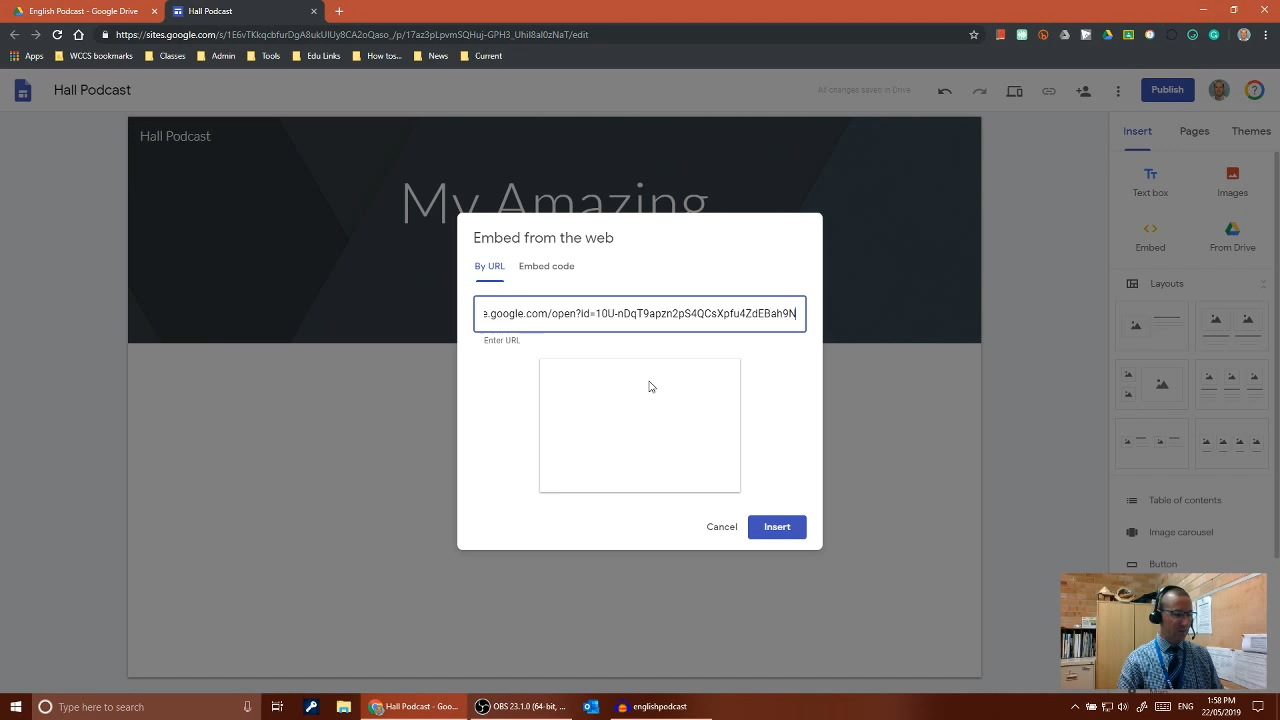 English Podcast - Google Drive
Hall Podcast
https://sites.google.com/s/1E6vTKkqcbfurDgA8ukUlUy8CA2oQaso_/p/17az3pLpvmSQHuj-GPH3_Uhil8al0zNaT/edit
Apps
WCCS bookmarks
Classes
Admin
Tools
Edu Links
How tos...
News
Current
Hall Podcast
All changes saved in Drive
Publish
Hall Podcast
My Amazing
Insert
Pages
Themes
Text box
Images
Embed
From Drive
Layouts
Table of contents
Image carousel
Button
Embed from the web
By URL
Embed code
e.google.com/open?id=10U-nDqT9apzn2pS4QCsXpfu4ZdEBah9N
Enter URL
Cancel
Insert
Type here to search
Hall Podcast - Goo...
OBS 23.1.0 (64-bit, ...
englishpodcast
ENG
1:58 PM
22/05/2019